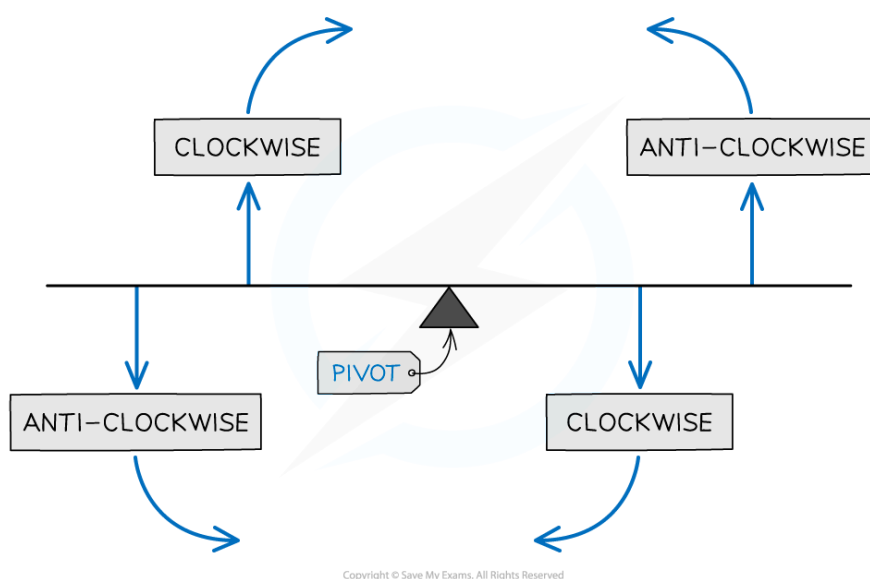 CLOCKWISE
ANTI-CLOCKWISE
PIVOT
ANTI-CLOCKWISE
CLOCKWISE
Copyright © Save My Exams. All Rights Reserved